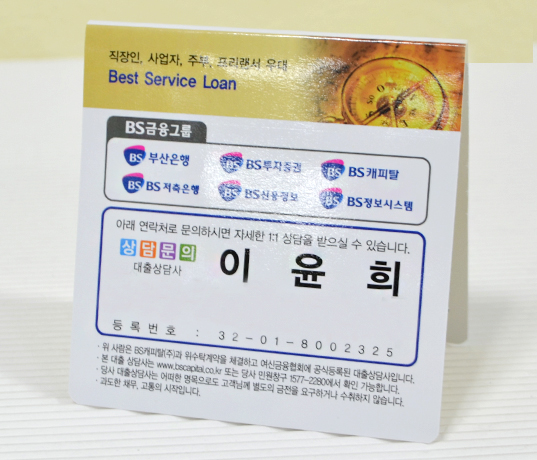 직장인, 사업자, 주부, 프리랜서 우대
Best Service Loan
BS금융그룹
BS 부산은행 BS BS투자증권 BS BS캐피탈
BS BS저축은행 BS BS신용정보 BS BS정보시스템
아래 연락처로 문의하시면 자세한 1:1 상담을 받으실 수 있습니다.
상담문의
대출상담사
이 윤 희
등록번호 : 32-01-8002325
· 위 사람은 BS캐피탈(주)과 위수탁계약을 체결하고 여신금융협회에 공식등록된 대출상담사입니다.
· 본 대출 상담사는 www.bscapital.co.kr 또는 당사 민원창구 1577-2280에서 확인 가능합니다.
· 당사 대출상담사는 어떠한 명목으로도 고객님께 별도의 금전을 요구하거나 수취하지 않습니다.
· 과도한 채무, 고통의 시작입니다.